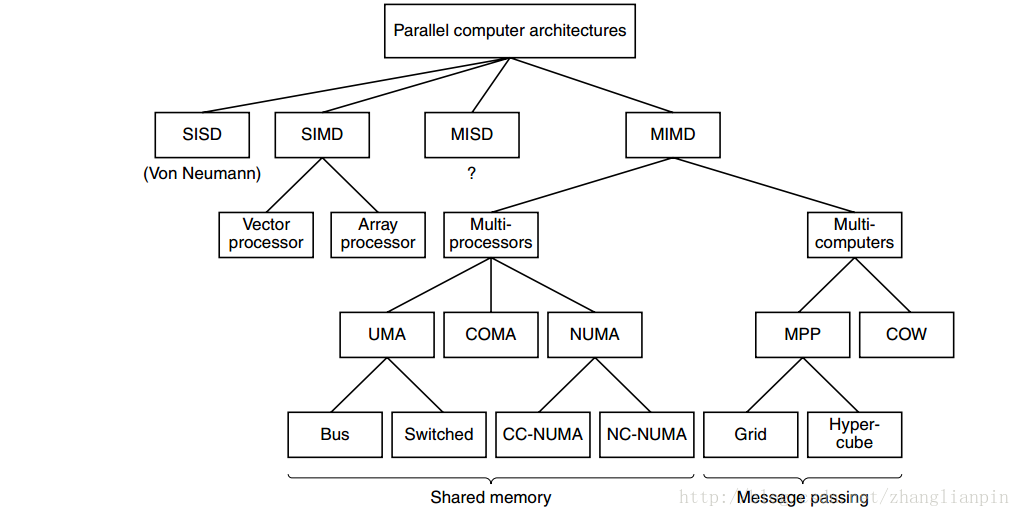 Parallel computer architectures
SISD
SIMD
MISD
MIMD
(Von Neumann)
?
Vector
processor
Array
processor
Multi-
processors
Multi-
computers
UMA
COMA
NUMA
MPP
COW
Bus
Switched
CC-NUMA
NC-NUMA
Grid
Hyper-
cube
Shared memory
Message passing